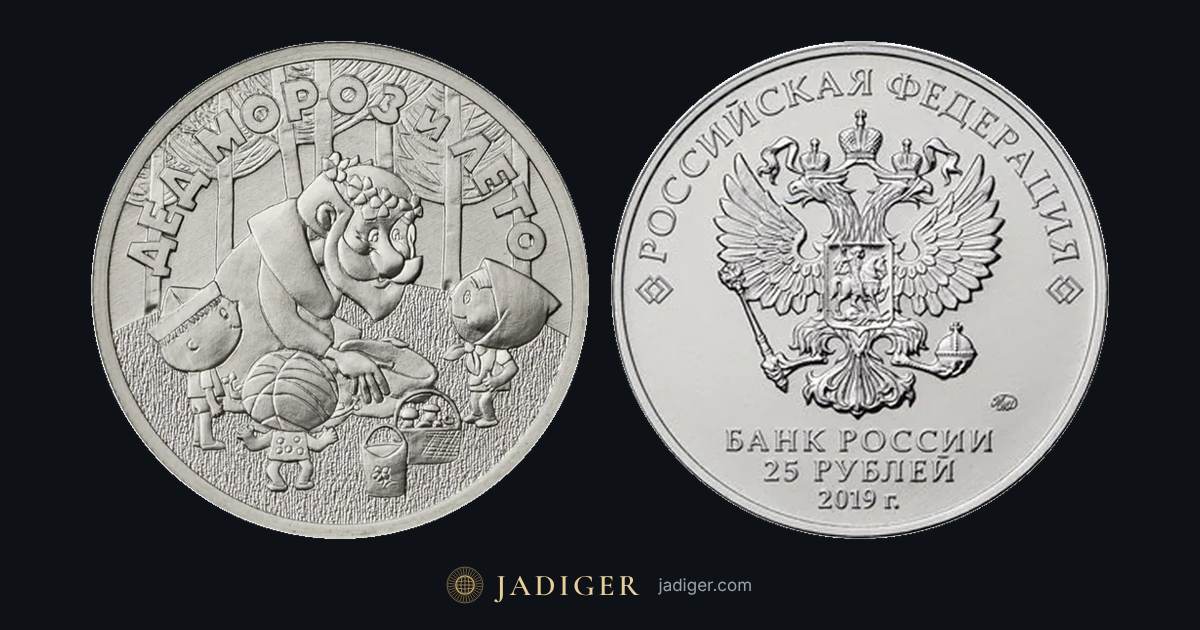 ДЕД МОРОЗ И ЛЕТО
РОССИЙСКАЯ ФЕДЕРАЦИЯ
БАНК РОССИИ
25 РУБЛЕЙ
2019 г.
JADIGER
jadiger.com